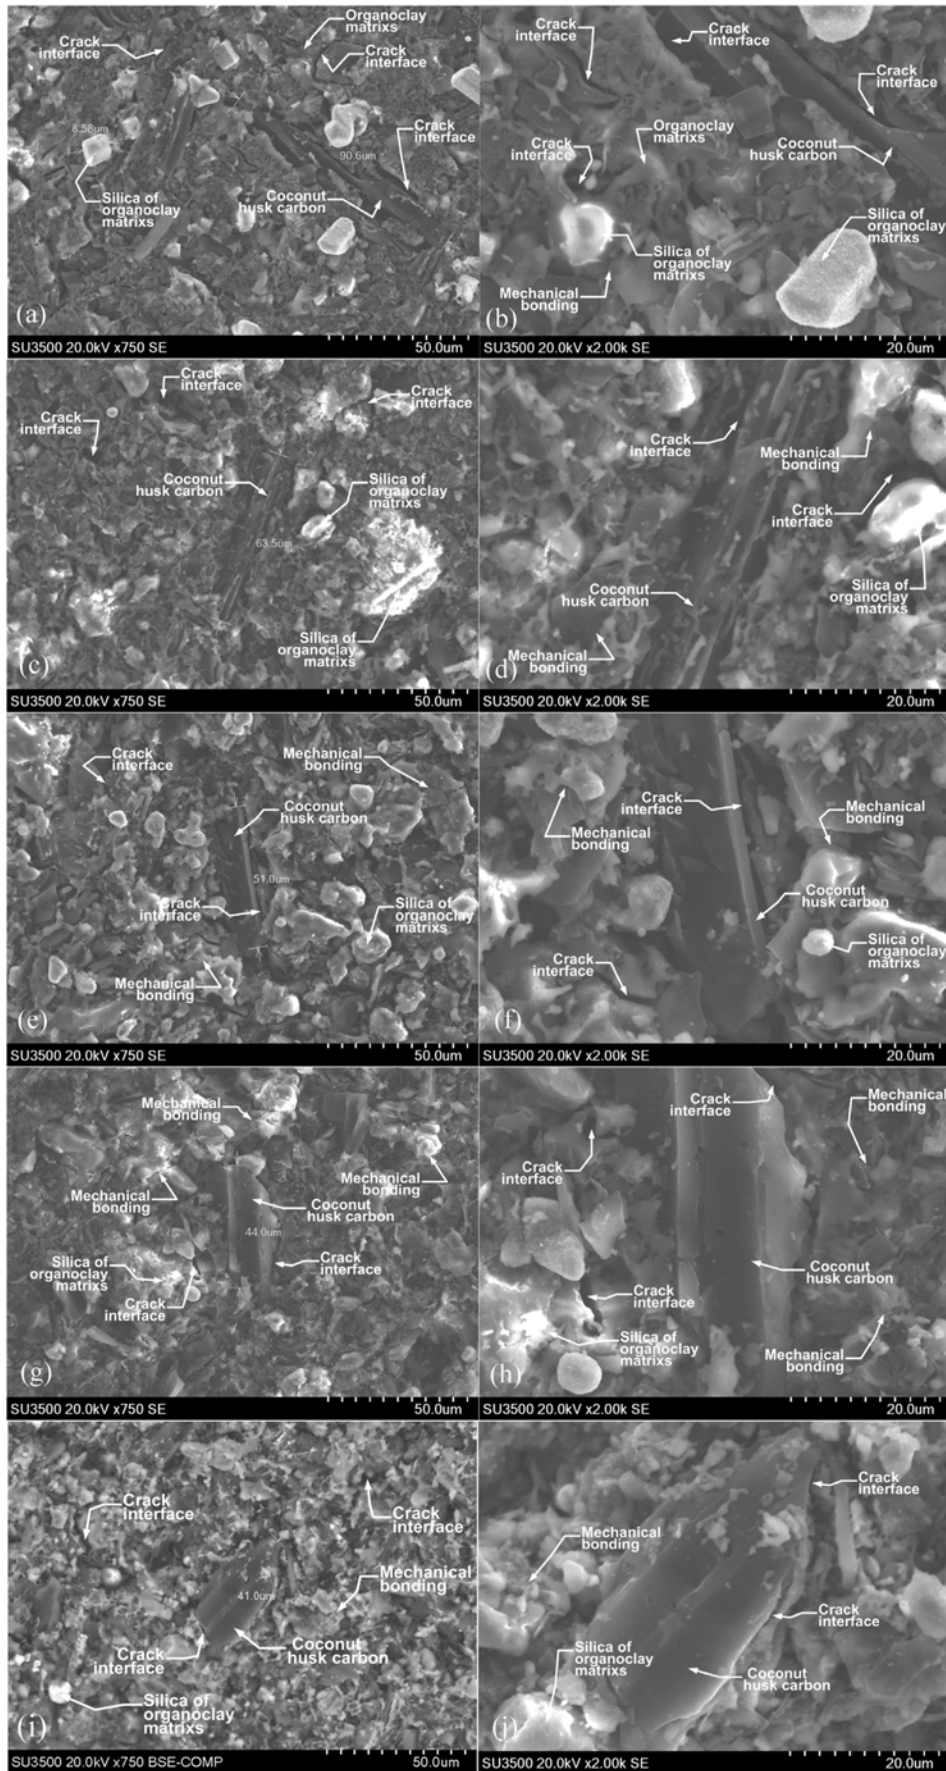 Crack
interface
Organoclay
matrixs
Crack
interface
8.58um
90.6um
Crack
interface
Silica of
organoclay
matrixs
Coconut
husk carbon
(a)
SU3500 20.0kV x750 SE
50.0um
Crack
interface
Crack
interface
Crack
interface
Organoclay
matrixs
Crack
interface
Coconut
husk carbon
Silica of
organoclay
matrixs
Silica of
organoclay
matrixs
Mechanical
bonding
(b)
SU3500 20.0kV x2.00k SE
20.0um
Crack
interface
Crack
interface
Crack
interface
Coconut
husk carbon
Silica of
organoclay
matrixs
63.5um
Silica of
organoclay
matrixs
(c)
SU3500 20.0kV x750 SE
50.0um
Crack
interface
Mechanical
bonding
Crack
interface
Coconut
husk carbon
Silica of
organoclay
matrixs
Mechanical
bonding
(d)
SU3500 20.0kV x2.00k SE
20.0um
Crack
interface
Mechanical
bonding
Coconut
husk carbon
51.0um
Crack
interface
Silica of
organoclay
matrixs
Mechanical
bonding
(e)
SU3500 20.0kV x750 SE
50.0um
Crack
interface
Mechanical
bonding
Mechanical
bonding
Coconut
husk carbon
Silica of
organoclay
matrixs
Crack
interface
(f)
SU3500 20.0kV x2.00k SE
20.0um
Mechanical
bonding
Mechanical
bonding
Mechanical
bonding
Coconut
husk carbon
44.0um
Silica of
organoclay
matrixs
Crack
interface
Crack
interface
(g)
SU3500 20.0kV x750 SE
50.0um
Crack
interface
Mechanical
bonding
Crack
interface
Coconut
husk carbon
Crack
interface
Silica of
organoclay
matrixs
Mechanical
bonding
(h)
SU3500 20.0kV x2.00k SE
20.0um
Crack
interface
Crack
interface
Mechanical
bonding
41.0um
Crack
interface
Coconut
husk carbon
Silica of
organoclay
matrixs
(i)
SU3500 20.0kV x750 BSE-COMP
50.0um
Crack
interface
Mechanical
bonding
Crack
interface
Silica of
organoclay
matrixs
Coconut
husk carbon
(j)
SU3500 20.0kV x2.00k SE
20.0um